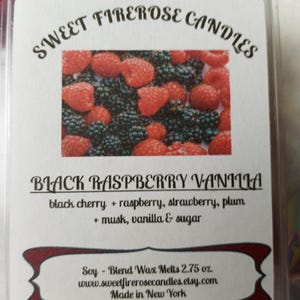 SWEET FIREROSE CANDLES
BLACK RASPBERRY VANILLA
black cherry + raspberry, strawberry, plum
+ musk, vanilla & sugar
Soy - Blend Wax Melts 2.75 oz.
www.sweetfirerosecandles.etsy.com
Made in New York